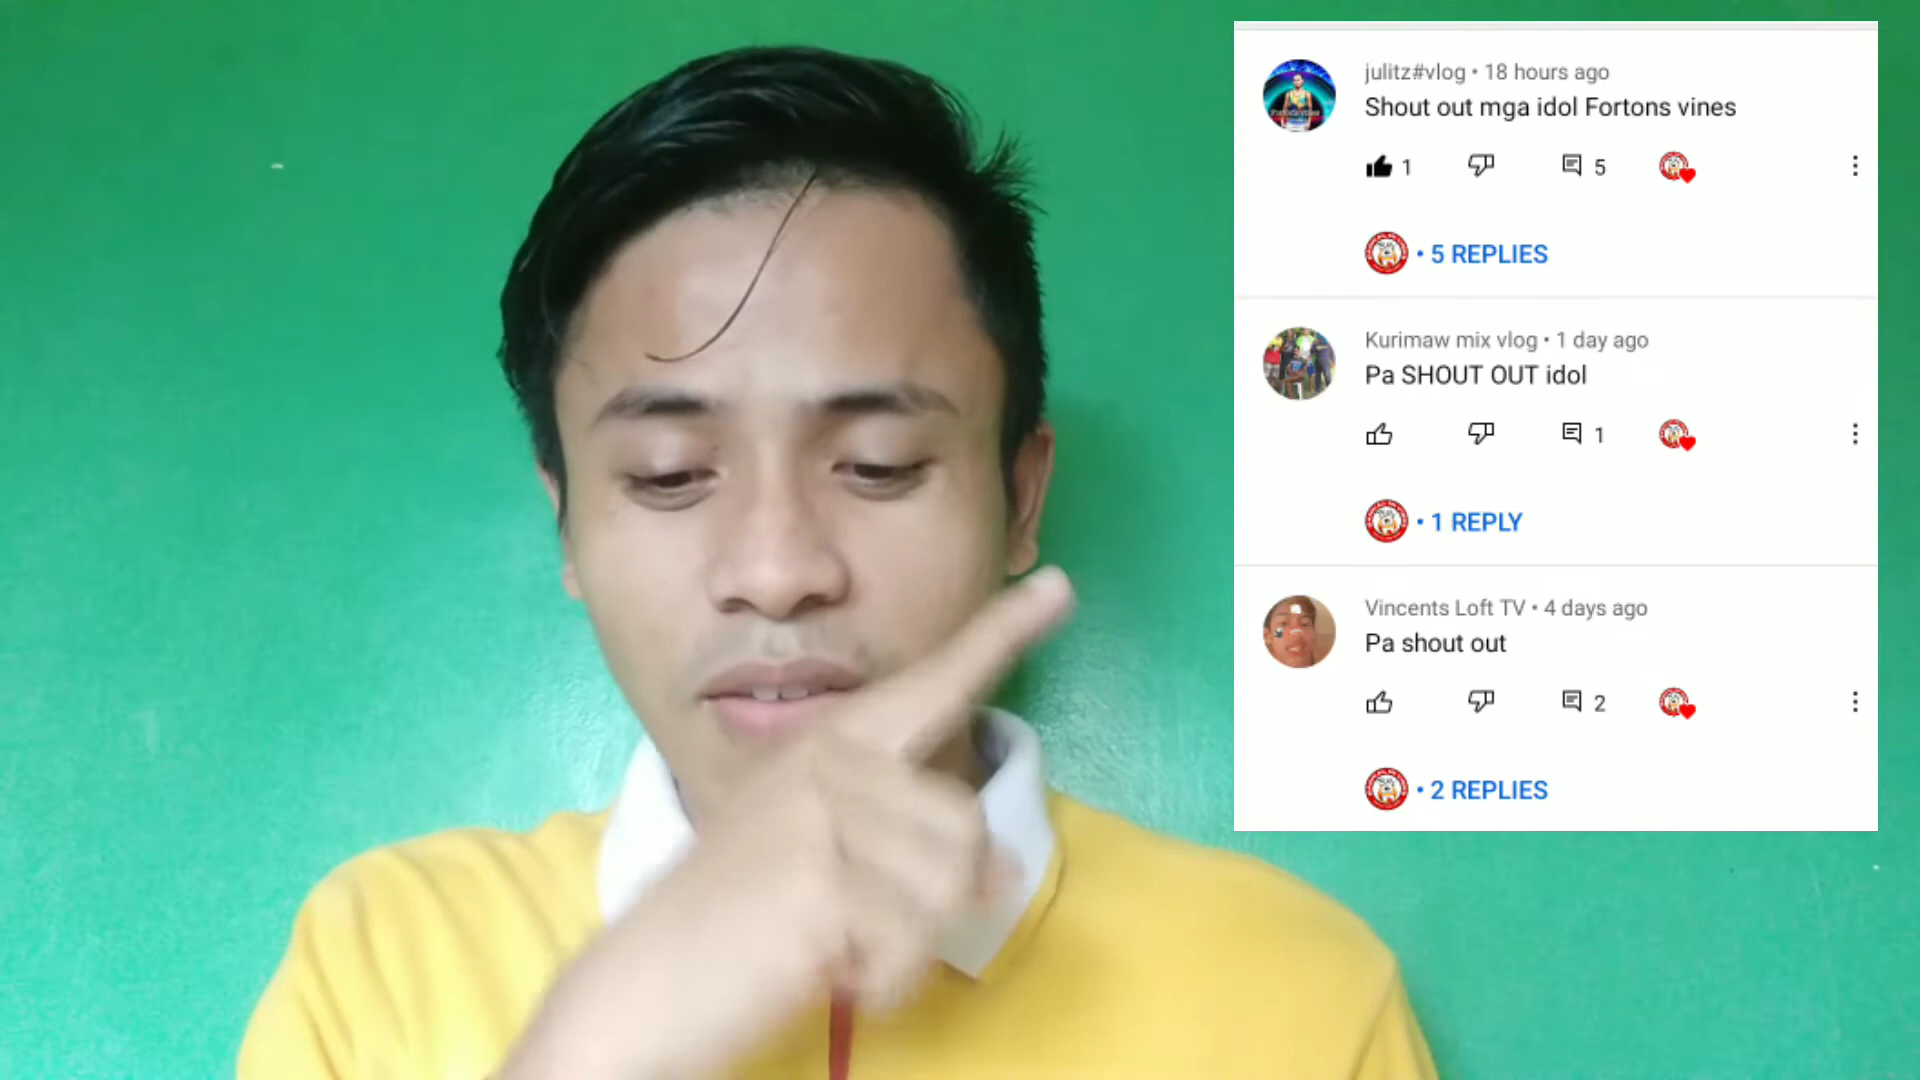 julitz#vlog • 18 hours ago
Shout out mga idol Fortons vines
1
5
• 5 REPLIES
Kurimaw mix vlog • 1 day ago
Pa SHOUT OUT idol
1
• 1 REPLY
Vincents Loft TV • 4 days ago
Pa shout out
2
• 2 REPLIES